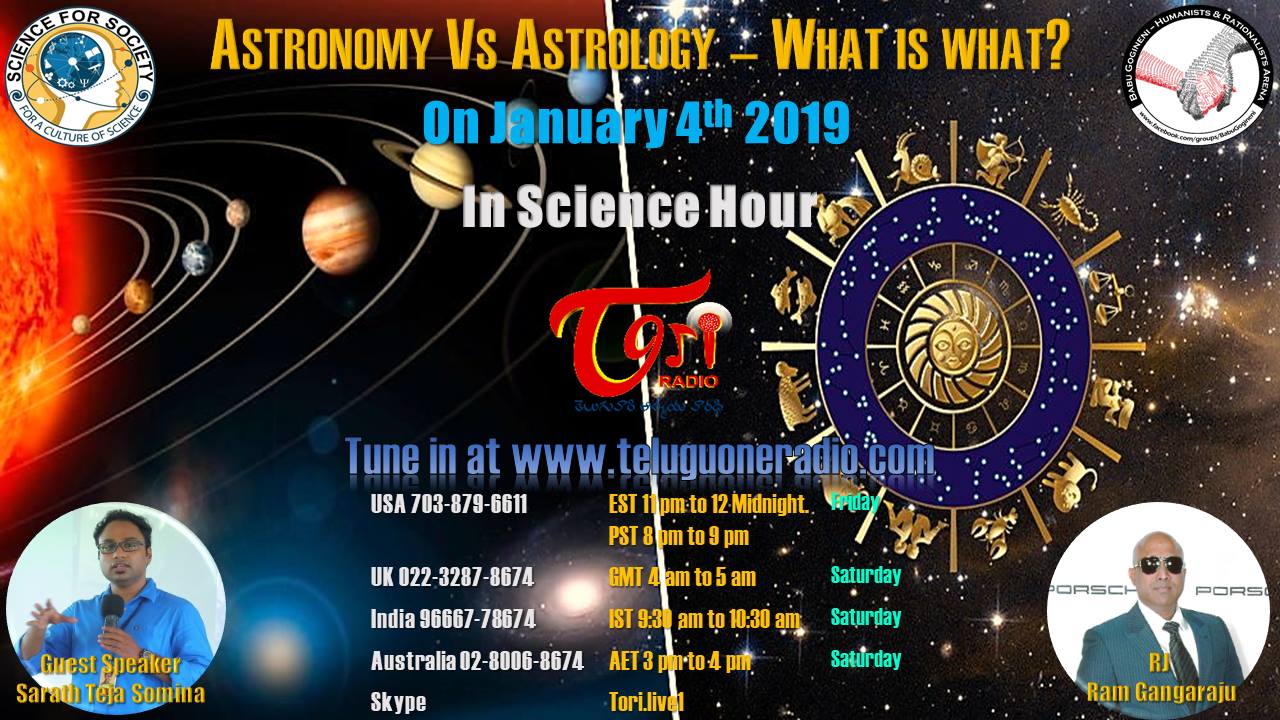 SCIENCE FOR SOCIETY
FOR A CULTURE OF SCIENCE
ASTRONOMY VS ASTROLOGY – WHAT IS WHAT?
BABU GOGINENI - HUMANISTS & RATIONALISTS ARENA
www.facebook.com/groups/BabuGogineni
On January 4th 2019
In Science Hour
Tori
RADIO
తెలుగువారి ఆత్మీయ వారధి
Tune in at www.teluguoneradio.com
USA 703-879-6611 EST 11 pm to 12 Midnight. Friday
PST 8 pm to 9 pm
UK 022-3287-8674 GMT 4 am to 5 am Saturday
India 96667-78674 IST 9:30 am to 10:30 am Saturday
Australia 02-8006-8674 AET 3 pm to 4 pm Saturday
Skype Tori.live1
Guest Speaker
Sarath Teja Somina
PORSCHE PORSC
RJ
Ram Gangaraju